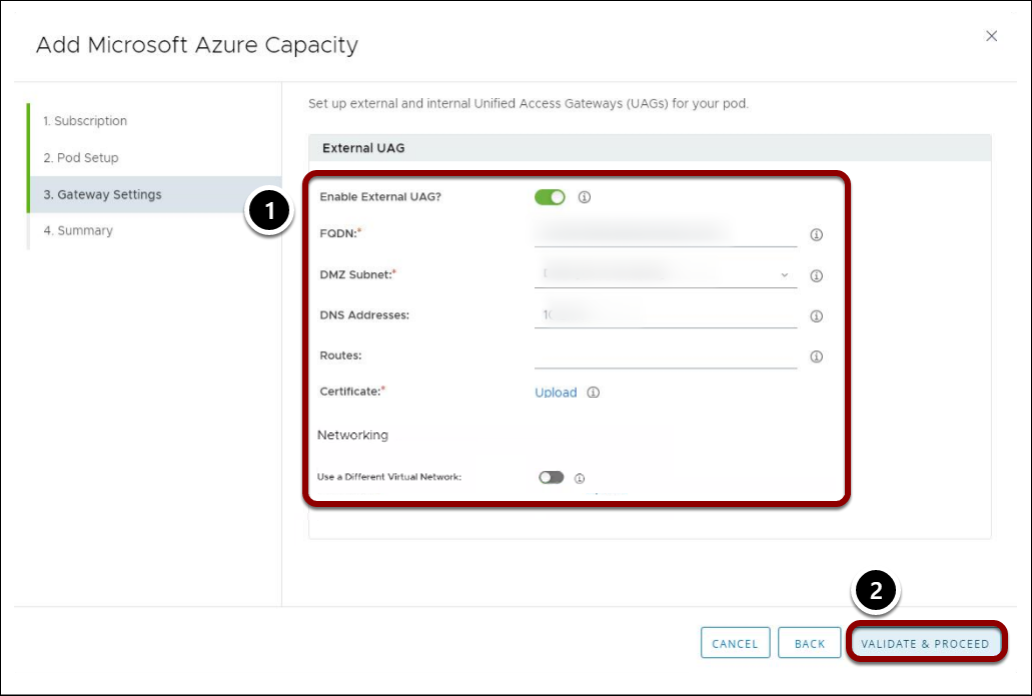 Add Microsoft Azure Capacity
1. Subscription
2. Pod Setup
3. Gateway Settings
4. Summary
Set up external and internal Unified Access Gateways (UAGs) for your pod.
External UAG
1
Enable External UAG?
FQDN:*
DMZ Subnet:*
DNS Addresses:
Routes:
Certificate:* Upload
Networking
Use a Different Virtual Network:
2
CANCEL BACK VALIDATE & PROCEED